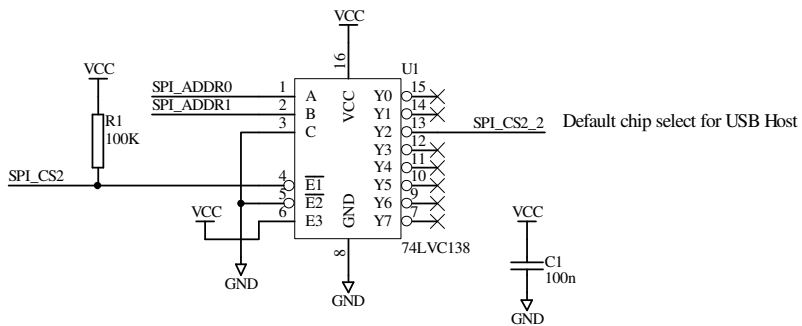 VCC
16
U1
VCC
R1
100K
SPI_ADDR0
SPI_ADDR1
SPI_CS2
1
2
3
4
5
6
A
B
C
E1
E2
E3
VCC
GND
Y0
Y1
Y2
Y3
Y4
Y5
Y6
Y7
15
14
13
12
11
10
9
7
SPI_CS2_2
Default chip select for USB Host
VCC
GND
8
GND
74LVC138
VCC
C1
100n
GND